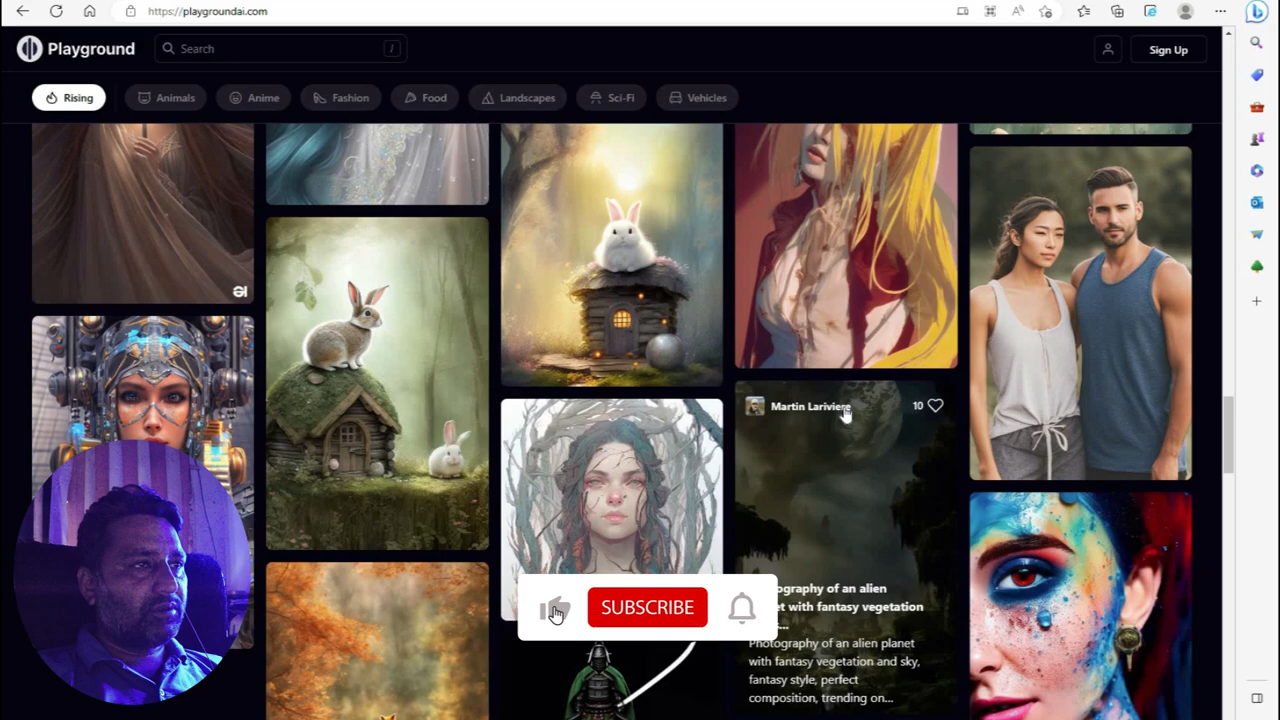 https://playgroundai.com
Playground
Search
/
Sign Up
Rising
Animals
Anime
Fashion
Food
Landscapes
Sci-Fi
Vehicles
Martin Lariviere
10
ography of an alien
et with fantasy vegetation
Photography of an alien planet
with fantasy vegetation and sky,
fantasy style, perfect
composition, trending on...
SUBSCRIBE